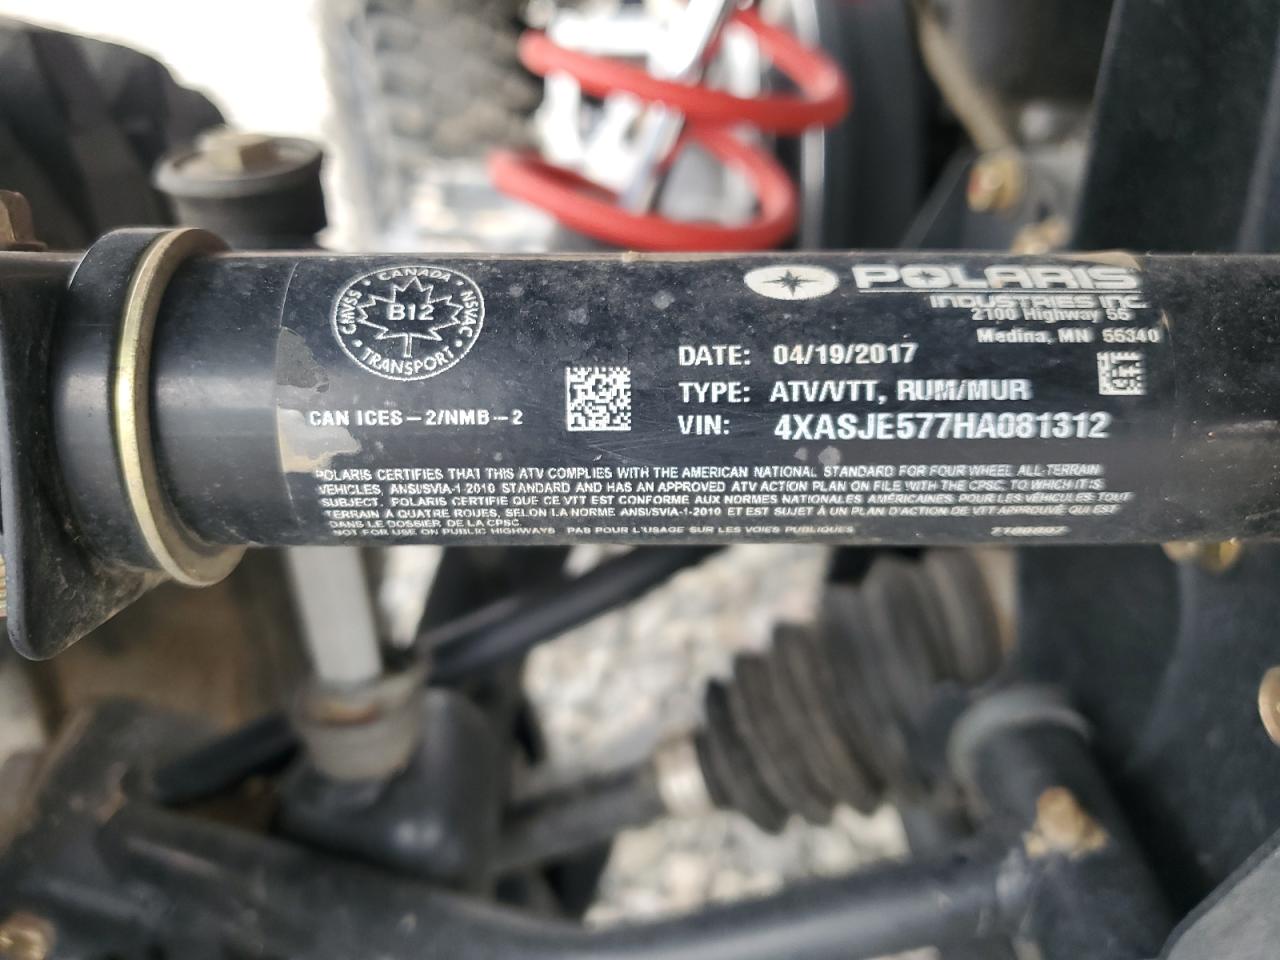 CANADA
CMVSS
NSVAC
B12
TRANSPORT
CAN ICES-2/NMB-2
POLARIS
INDUSTRIES INC.
2100 Highway 55
Medina, MN 55340
DATE: 04/19/2017
TYPE: ATV/VTT, RUM/MUR
VIN: 4XASJE577HA081312
POLARIS CERTIFIES THAT THIS ATV COMPLIES WITH THE AMERICAN NATIONAL STANDARD FOR FOUR WHEEL ALL-TERRAIN
VEHICLES, ANSI/SVIA-1-2010 STANDARD AND HAS AN APPROVED ATV ACTION PLAN ON FILE WITH THE CPSC, TO WHICH IT IS
SUBJECT. POLARIS CERTIFIE QUE CE VTT EST CONFORME AUX NORMES NATIONALES AMÉRICAINES POUR LES VÉHICULES TOUT
TERRAIN À QUATRE ROUES, SELON LA NORME ANSI/SVIA-1-2010 ET EST SUJET À UN PLAN D'ACTION DE VTT APPROUVÉ QUI EST
DANS LE DOSSIER DE LA CPSC.
NOT FOR USE ON PUBLIC HIGHWAYS PAS POUR L'USAGE SUR LES VOIES PUBLIQUES